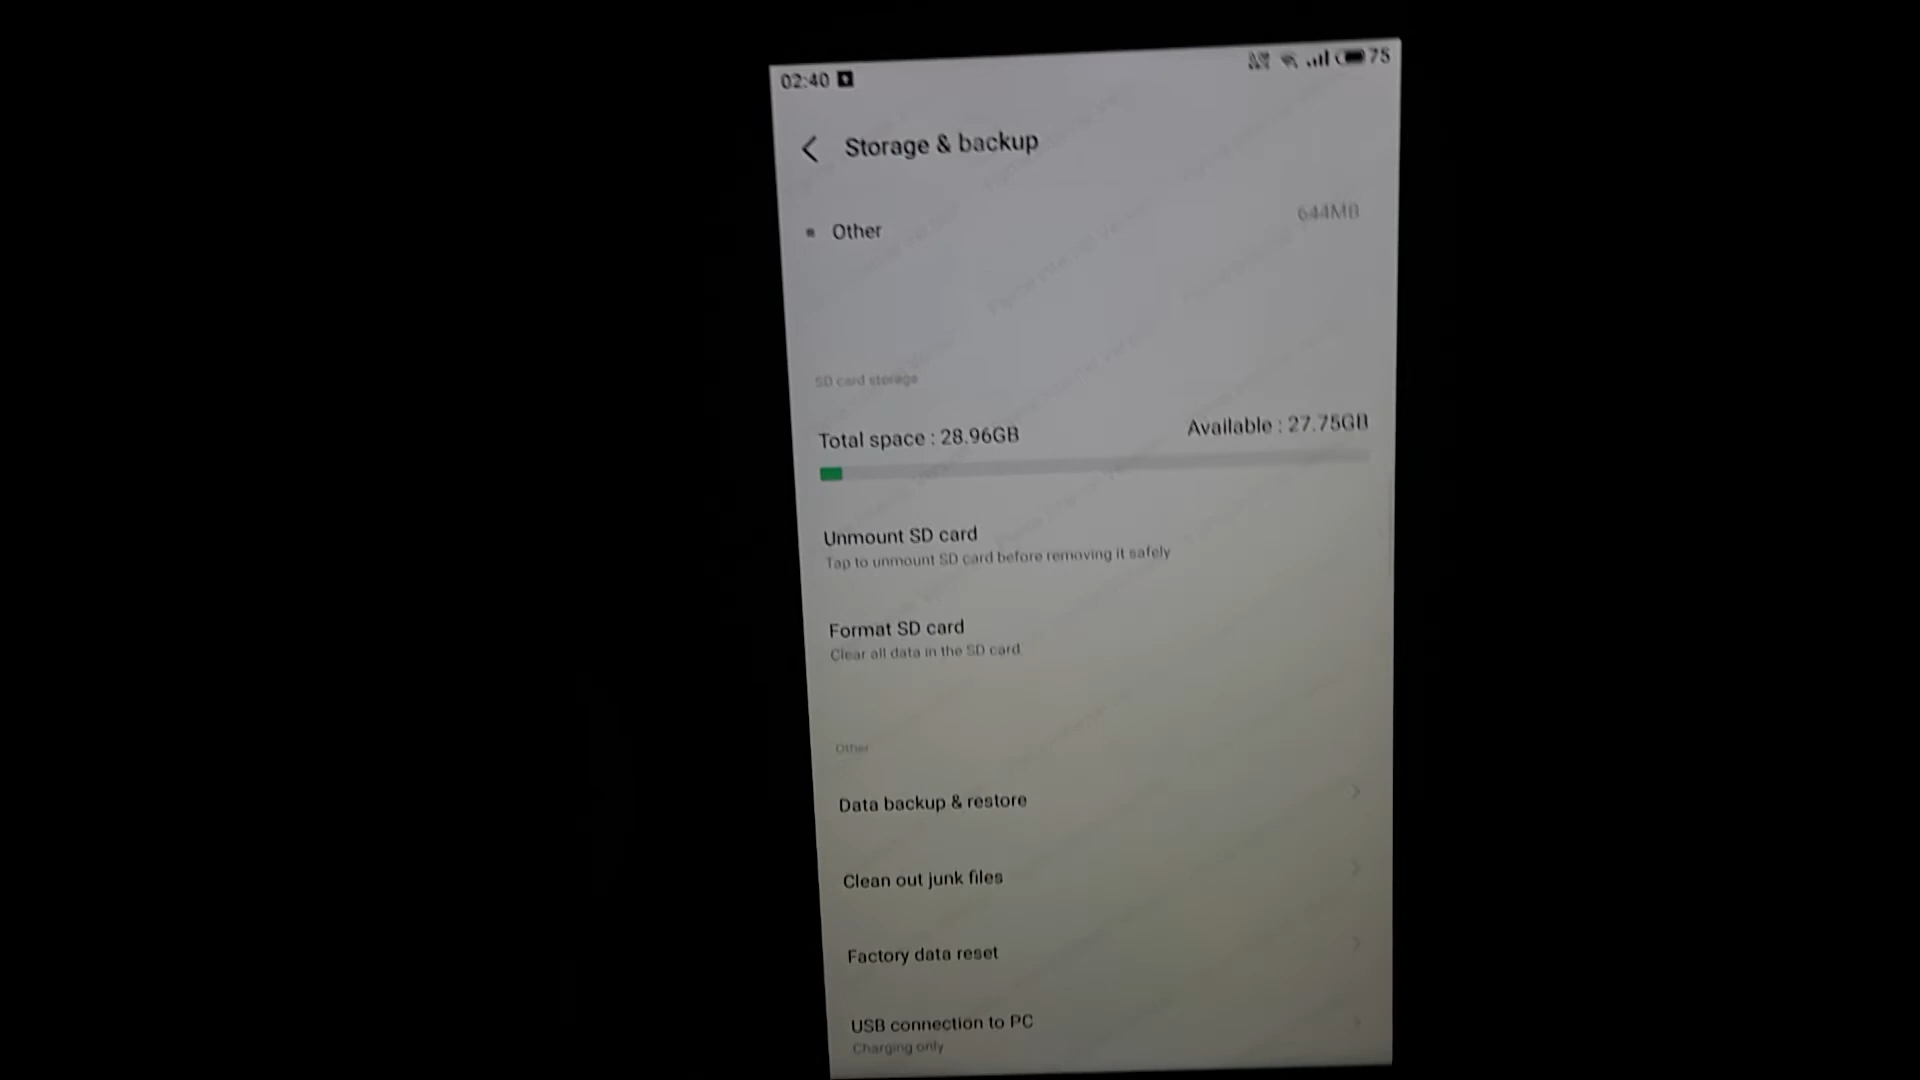 02:40
75
Storage & backup
Other
644MB
SD card storage
Total space : 28.96GB
Available : 27.75GB
Unmount SD card
Tap to unmount SD card before removing it safely
Format SD card
Clear all data in the SD card
Other
Data backup & restore
Clean out junk files
Factory data reset
USB connection to PC
Charging only